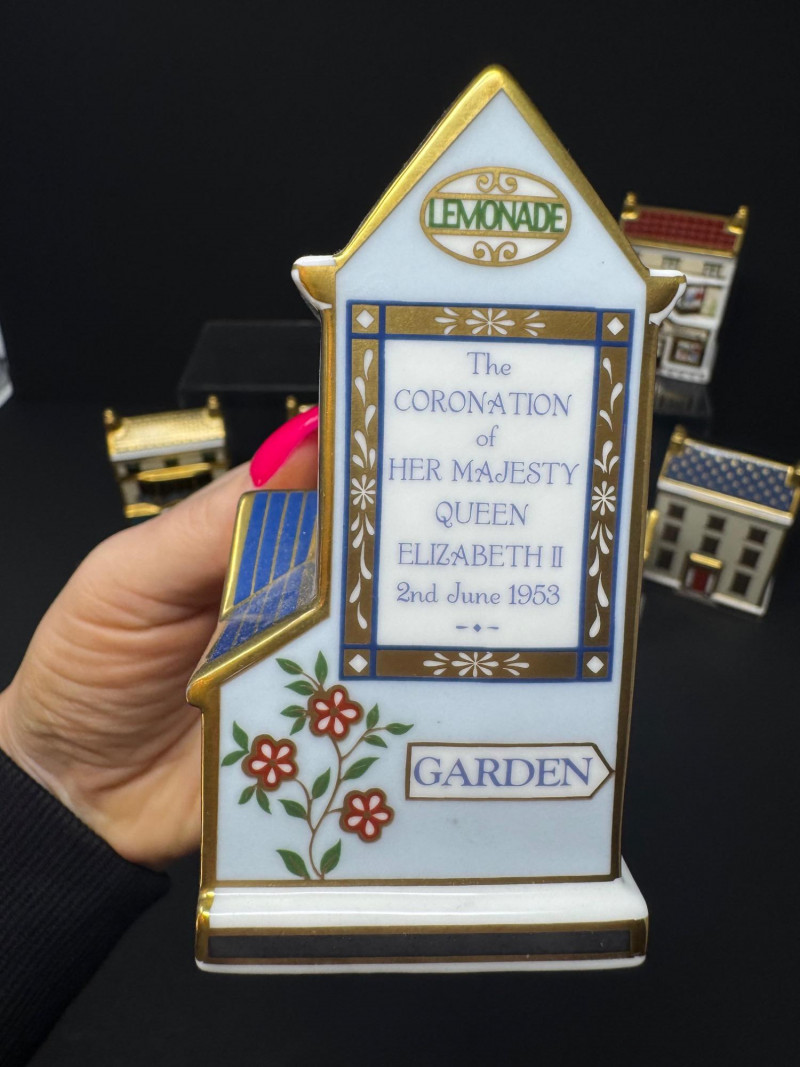 LEMONADE
The
CORONATION
of
HER MAJESTY
QUEEN
ELIZABETH II
2nd June 1953
GARDEN